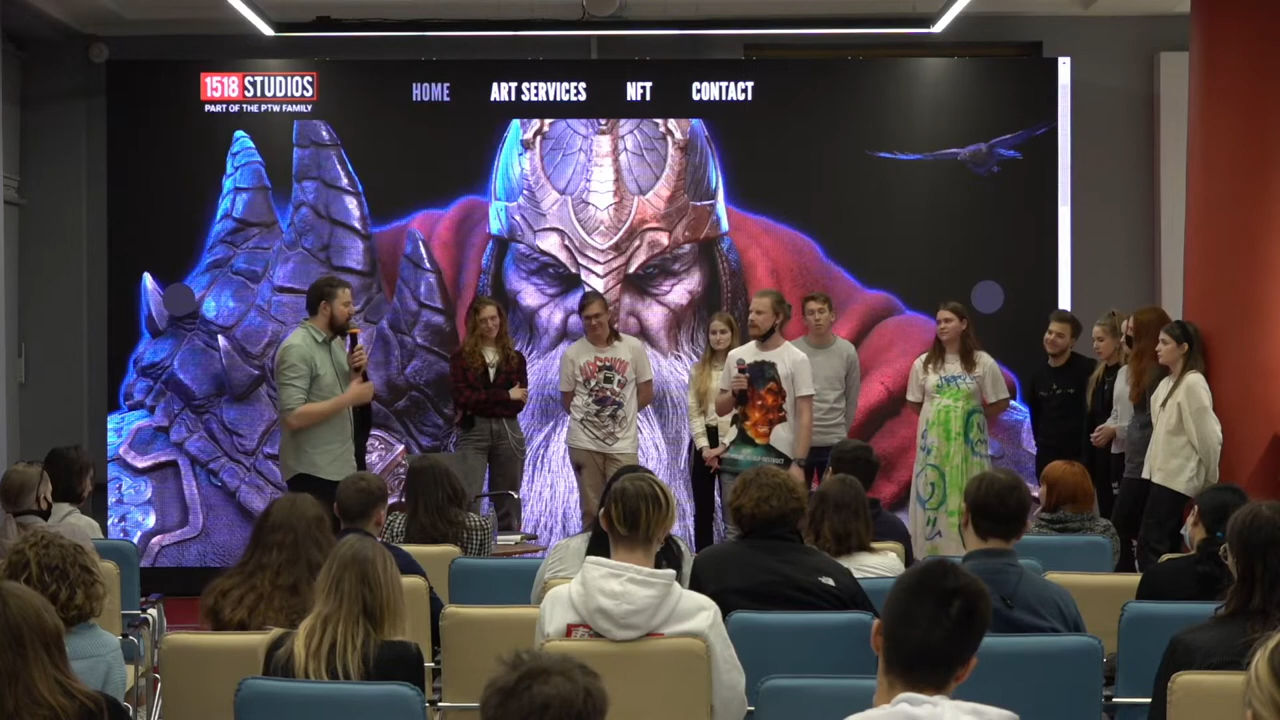 1518 STUDIOS
PART OF THE PTW FAMILY
HOME ART SERVICES NFT CONTACT